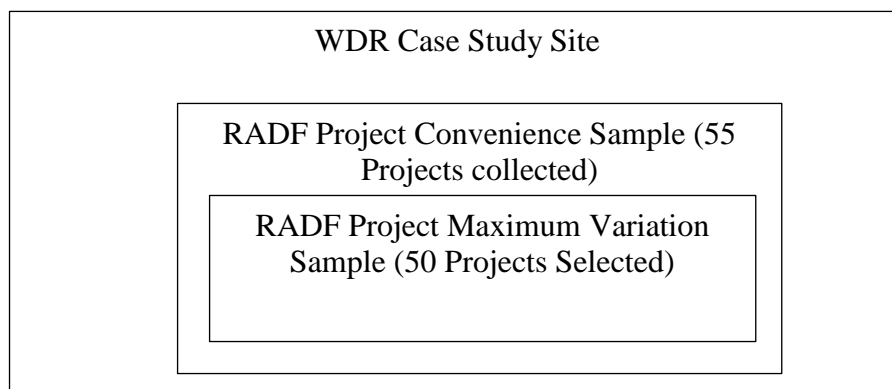 WDR Case Study Site
RADF Project Convenience Sample (55
Projects collected)
RADF Project Maximum Variation
Sample (50 Projects Selected)